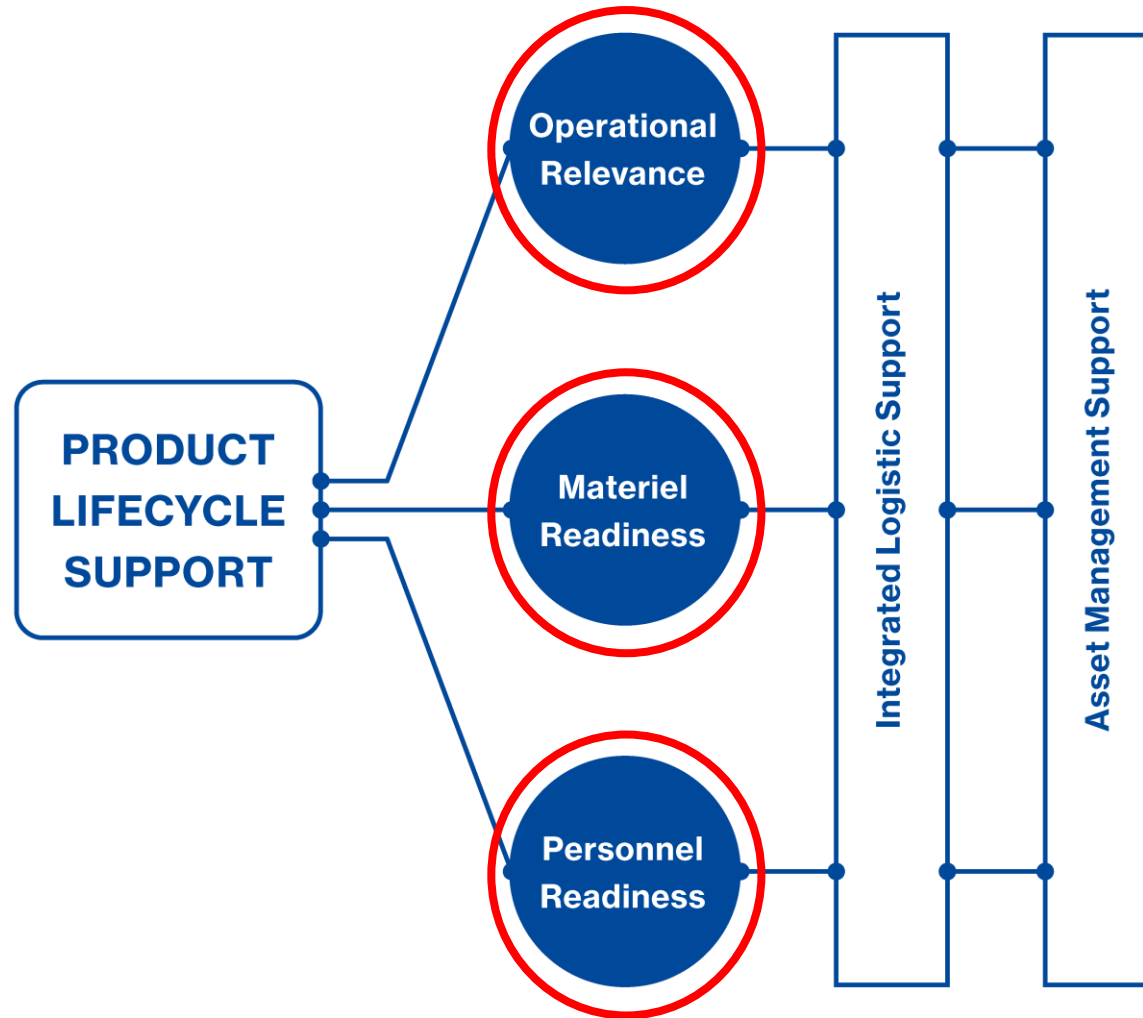 Operational
Relevance
PRODUCT
LIFECYCLE
SUPPORT
Materiel
Readiness
Personnel
Readiness
Integrated Logistic Support
Asset Management Support